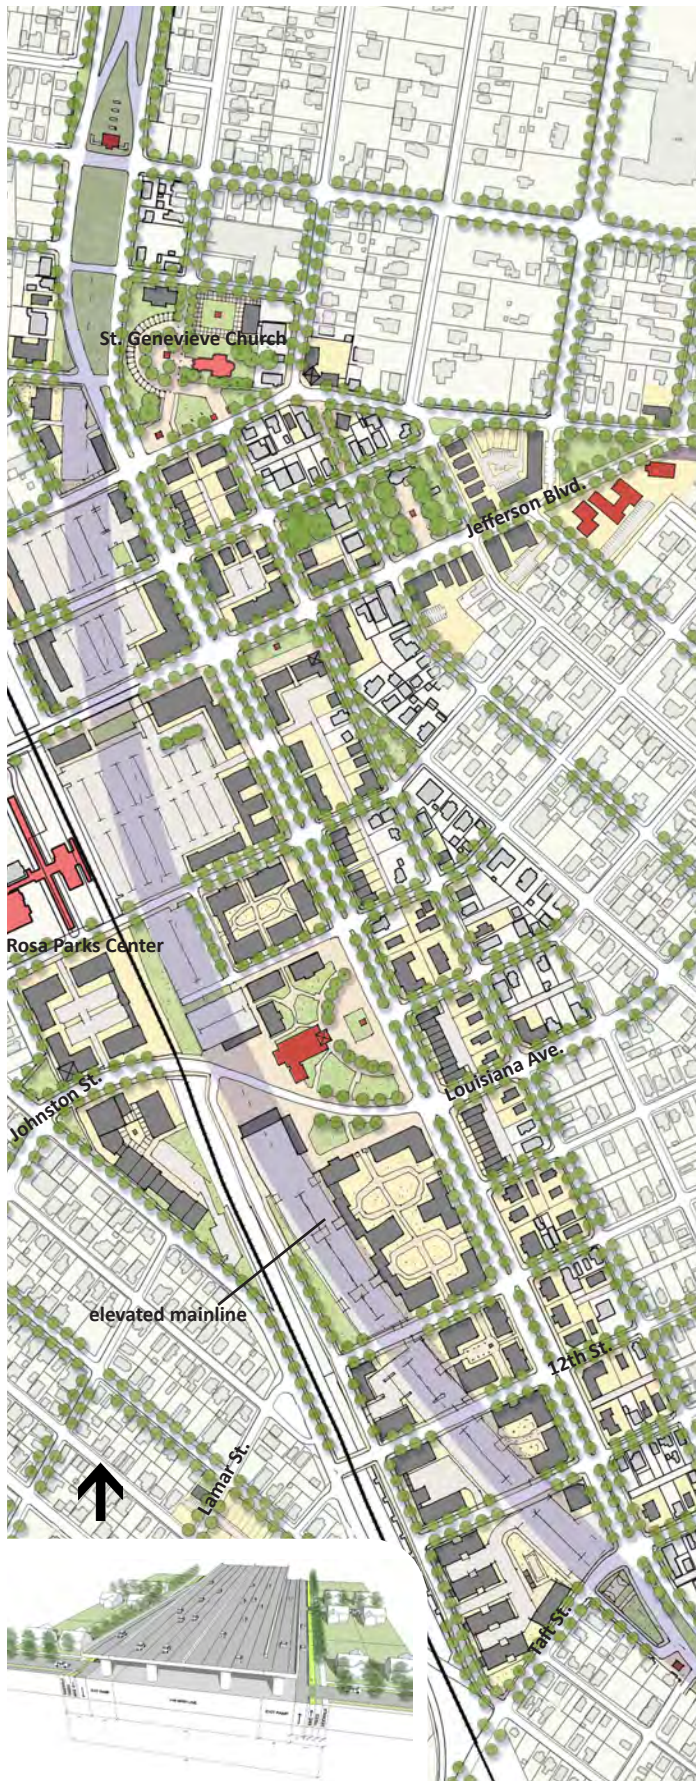 St. Genevieve Church
Jefferson Blvd.
Rosa Parks Center
Louisiana Ave.
Johnston St.
elevated mainline
12th St.
Lamar St.
Taft St.